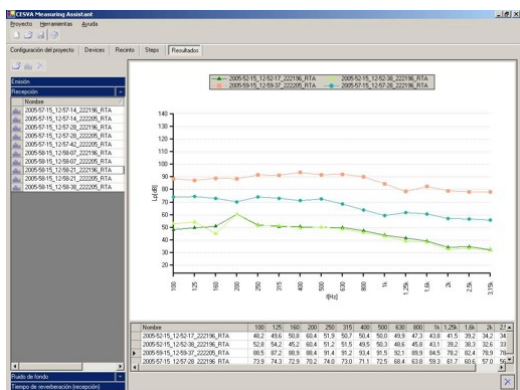 CESVA Measuring Assistant
Proyecto Herramientas Ayuda
Configuración del proyecto Devices Recinto Steps Resultados
Emisión
Recepción
Nombre
2005-57-15_12-57-14_222196_RTA
2005-57-15_12-57-14_222205_RTA
2005-57-15_12-57-28_222196_RTA
2005-57-15_12-57-28_222205_RTA
2005-57-15_12-57-42_222205_RTA
2005-58-15_12-58-07_222196_RTA
2005-58-15_12-58-07_222205_RTA
2005-58-15_12-58-21_222196_RTA
2005-58-15_12-58-21_222205_RTA
2005-58-15_12-58-38_222205_RTA
Ruido de fondo
Tiempo de reverberación (recepción)
2005-52-15_12-52-17_222196_RTA 2005-52-15_12-52-38_222196_RTA
2005-59-15_12-59-37_222205_RTA 2005-57-15_12-57-28_222196_RTA
Lp[dB]
140
130
120
110
100
90
80
70
60
50
40
30
20
100 125 160 200 250 315 400 500 630 800 1k 1,25k 1,6k 2k 2,5k 3,15k
f[Hz]
Nombre 100 125 160 200 250 315 400 500 630 800 1k 1,25k 1,6k 2k
2005-52-15_12-52-17_222196_RTA 48,2 49,6 50,8 60,4 51,9 50,7 50,4 50,0 49,9 47,3 43,8 41,5 39,2 34,2
2005-52-15_12-52-38_222196_RTA 52,8 54,2 45,2 60,4 51,2 51,5 49,5 50,3 48,6 45,8 43,1 39,2 38,3 32,6
2005-59-15_12-59-37_222205_RTA 88,5 87,2 88,9 88,4 91,4 91,2 93,4 91,5 92,1 89,9 84,5 78,2 82,4 78,9
2005-57-15_12-57-28_222196_RTA 73,9 74,3 72,9 70,2 74,0 73,0 71,1 72,5 68,4 63,8 59,3 61,7 60,6 57,0